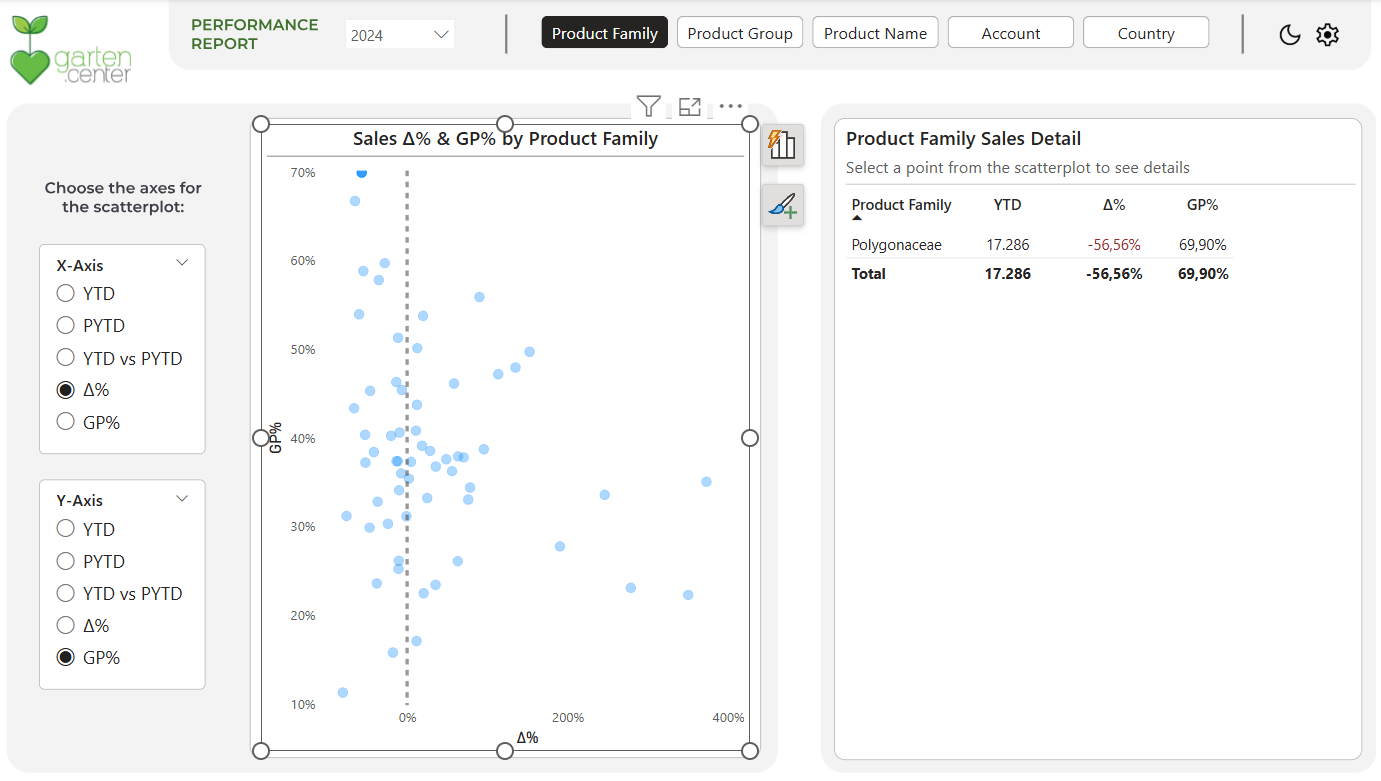 garten
.center
PERFORMANCE
REPORT
2024
Product Family
Product Group
Product Name
Account
Country
Choose the axes for
the scatterplot:
X-Axis
YTD
PYTD
YTD vs PYTD
Δ%
GP%
Y-Axis
YTD
PYTD
YTD vs PYTD
Δ%
GP%
Sales Δ% & GP% by Product Family
70%
60%
50%
40%
30%
20%
10%
GP%
0%
200%
400%
Δ%
Product Family Sales Detail
Select a point from the scatterplot to see details
Product Family YTD Δ% GP%
Polygonaceae 17.286 -56,56% 69,90%
Total 17.286 -56,56% 69,90%